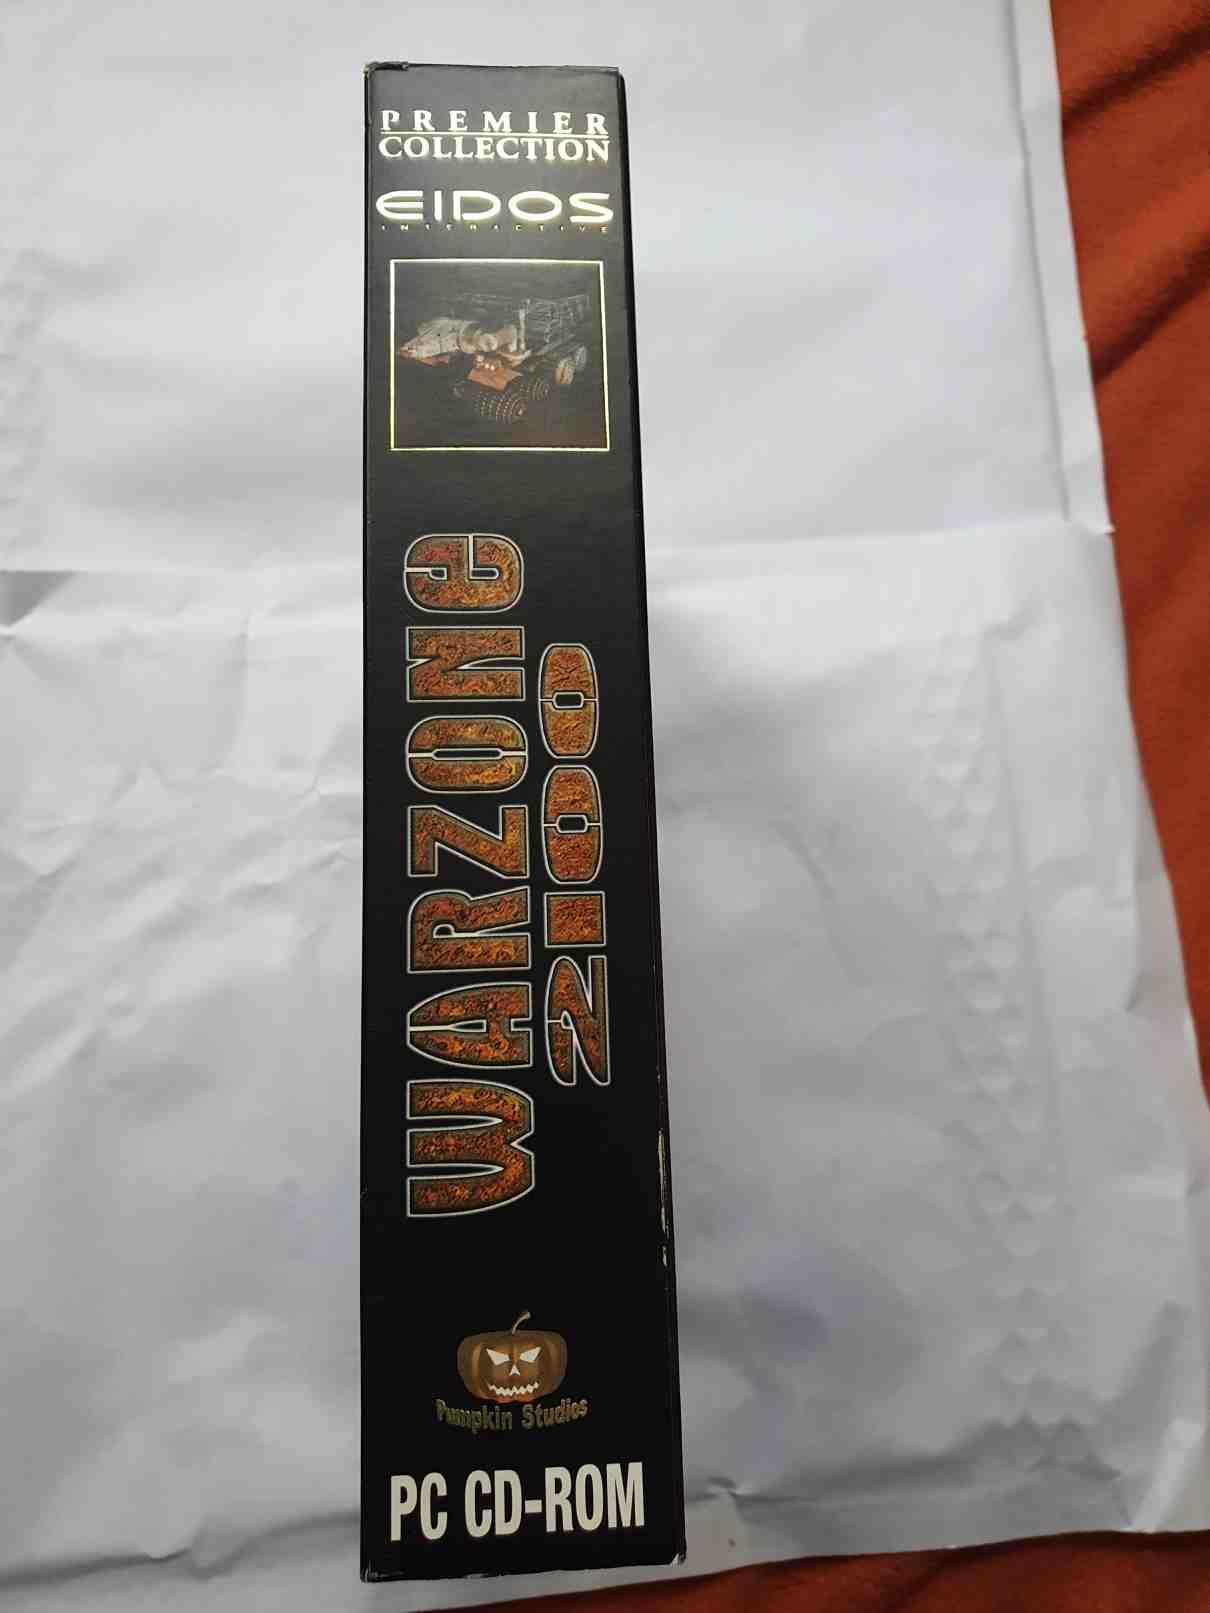 PREMIER
COLLECTION
EIDOS
INTERACTIVE
WARZONE
2100
Pumpkin Studios
PC CD-ROM